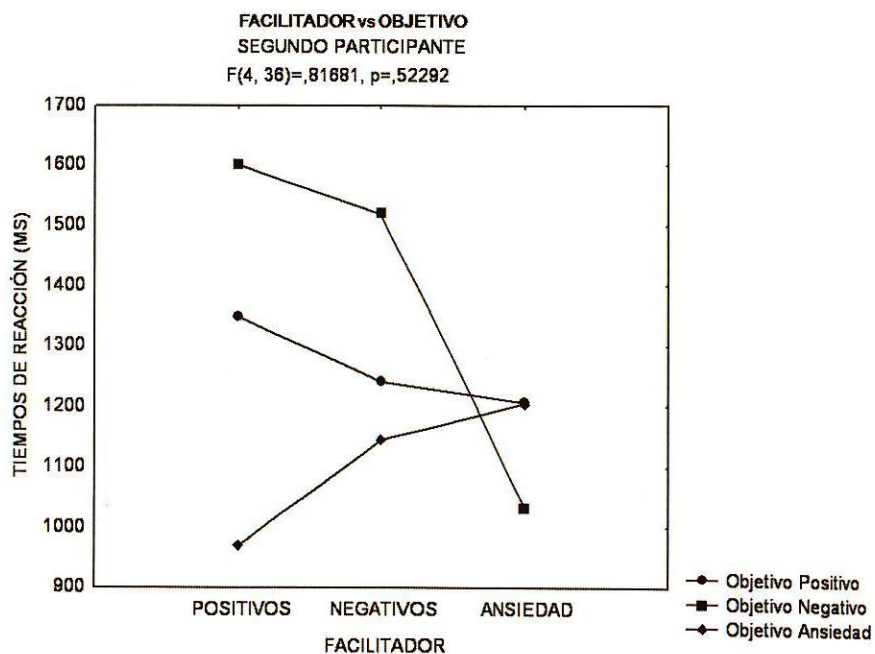 FACILITADOR vs OBJETIVO
SEGUNDO PARTICIPANTE
F(4, 36)=,81681, p=,52292
TIEMPOS DE REACCIÓN (MS)
1700
1600
1500
1400
1300
1200
1100
1000
900
POSITIVOS NEGATIVOS ANSIEDAD
FACILITADOR
Objetivo Positivo
Objetivo Negativo
Objetivo Ansiedad